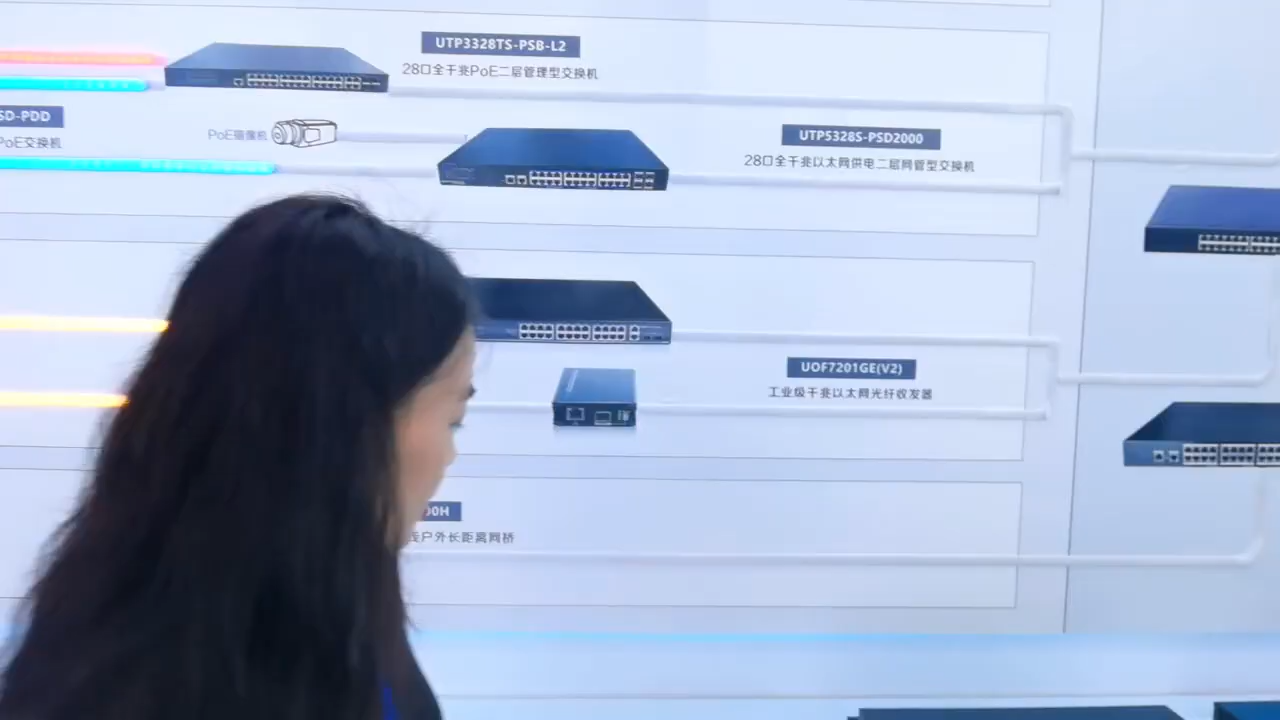 UTP3328TS-PSB-L2
28口全千兆PoE二层管理型交换机
SD-PDD
PoE交换机
PoE摄像机
UTP5328S-PSD2000
28口全千兆以太网供电二层网管型交换机
UOF7201GE(V2)
工业级千兆以太网光纤收发器
00H
户外长距离网桥